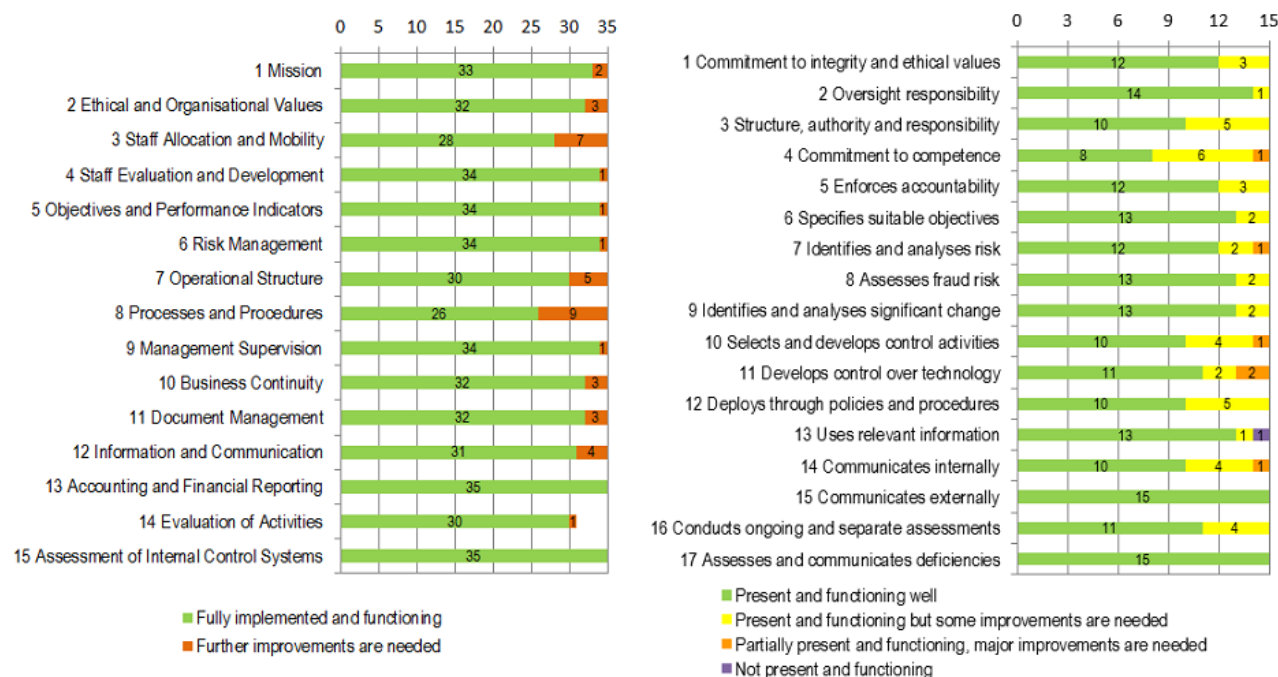 0 5 10 15 20 25 30 35
1 Mission 33 2
2 Ethical and Organisational Values 32 3
3 Staff Allocation and Mobility 28 7
4 Staff Evaluation and Development 34 1
5 Objectives and Performance Indicators 34 1
6 Risk Management 34 1
7 Operational Structure 30 5
8 Processes and Procedures 26 9
9 Management Supervision 34 1
10 Business Continuity 32 3
11 Document Management 32 3
12 Information and Communication 31 4
13 Accounting and Financial Reporting 35
14 Evaluation of Activities 30 1
15 Assessment of Internal Control Systems 35
Fully implemented and functioning
Further improvements are needed
0 3 6 9 12 15
1 Commitment to integrity and ethical values 12 3
2 Oversight responsibility 14 1
3 Structure, authority and responsibility 10 5
4 Commitment to competence 8 6 1
5 Enforces accountability 12 3
6 Specifies suitable objectives 13 2
7 Identifies and analyses risk 12 2 1
8 Assesses fraud risk 13 2
9 Identifies and analyses significant change 13 2
10 Selects and develops control activities 10 4 1
11 Develops control over technology 11 2 2
12 Deploys through policies and procedures 10 5
13 Uses relevant information 13 1 1
14 Communicates internally 10 4 1
15 Communicates externally 15
16 Conducts ongoing and separate assessments 11 4
17 Assesses and communicates deficiencies 15
Present and functioning well
Present and functioning but some improvements are needed
Partially present and functioning, major improvements are needed
Not present and functioning